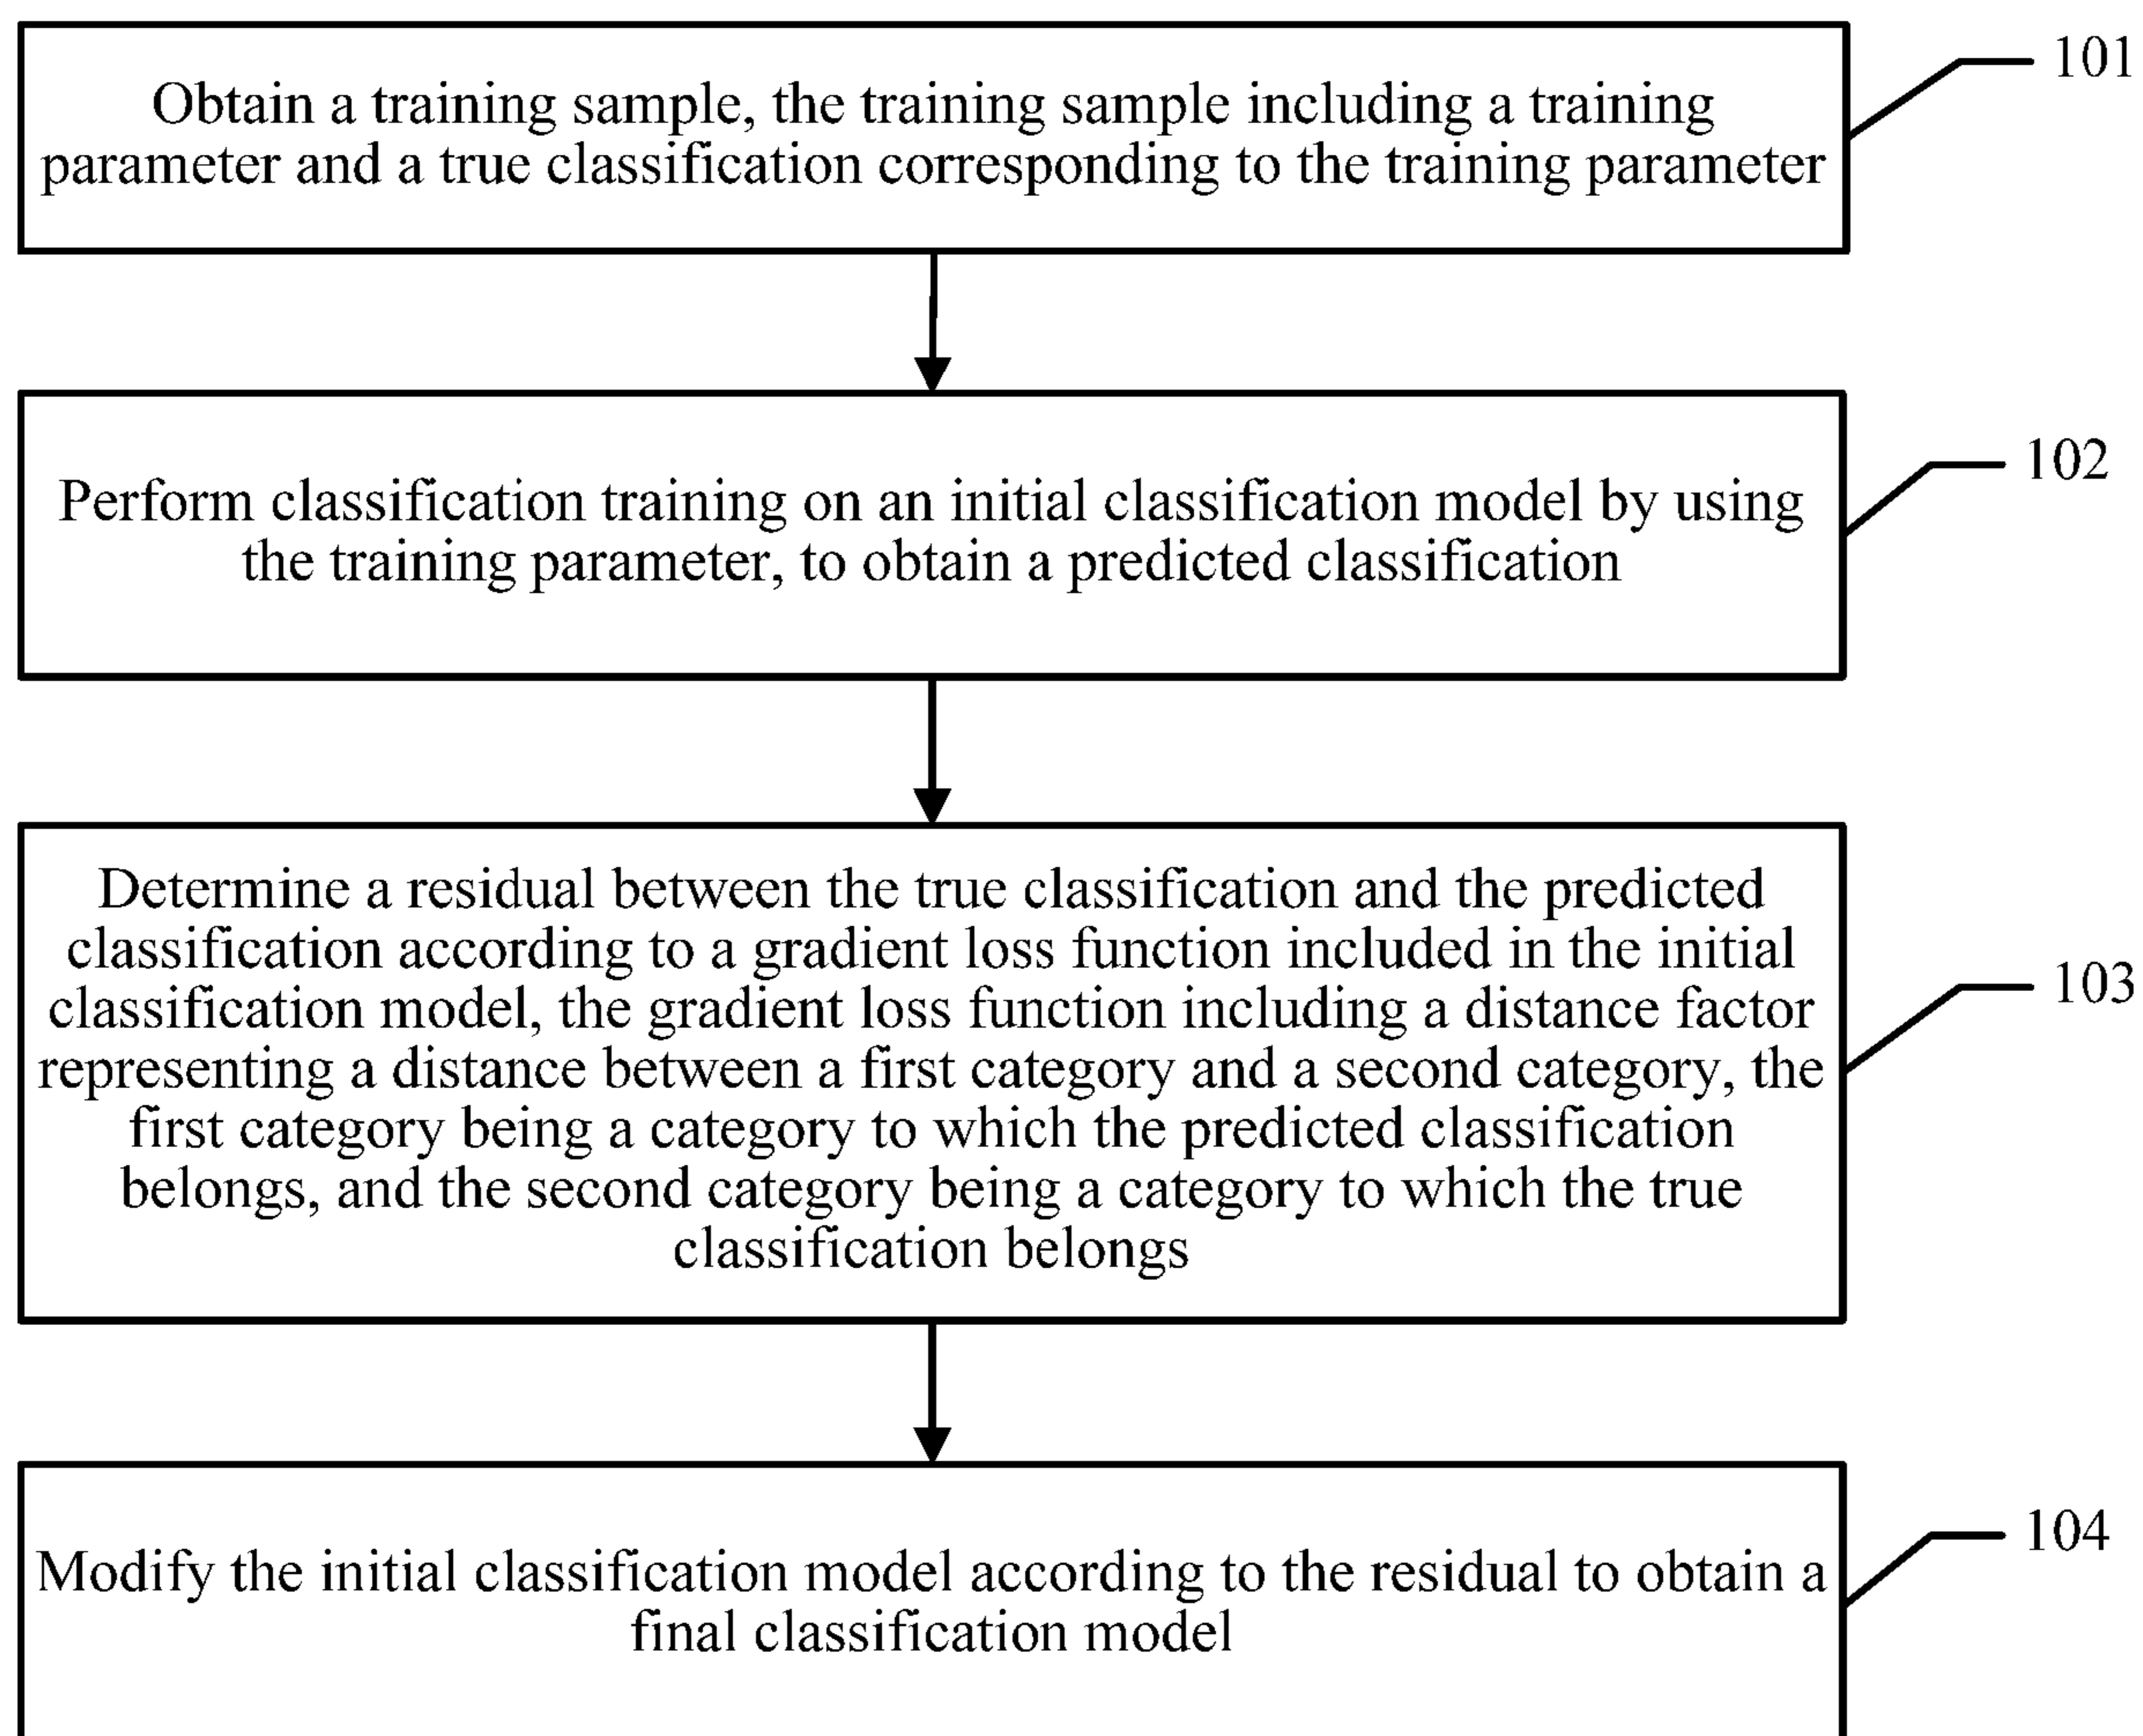 Obtain a training sample, the training sample including a training
parameter and a true classification corresponding to the training parameter
101
Perform classification training on an initial classification model by using
the training parameter, to obtain a predicted classification
102
Determine a residual between the true classification and the predicted
classification according to a gradient loss function included in the initial
classification model, the gradient loss function including a distance factor
representing a distance between a first category and a second category, the
first category being a category to which the predicted classification
belongs, and the second category being a category to which the true
classification belongs
103
Modify the initial classification model according to the residual to obtain a
final classification model
104